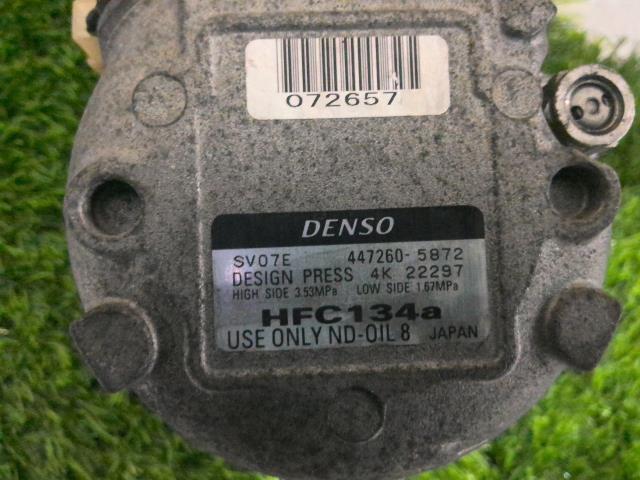 072657
DENSO
SV07E 447260-5872
DESIGN PRESS 4K 22297
HIGH SIDE 3.53MPa LOW SIDE 1.67MPa
HFC134a
USE ONLY ND-OIL 8 JAPAN